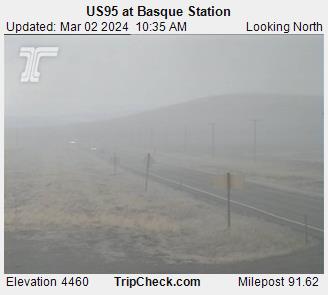 US95 at Basque Station
Updated: Mar 02 2024 10:35 AM Looking North
Elevation 4460 TripCheck.com Milepost 91.62